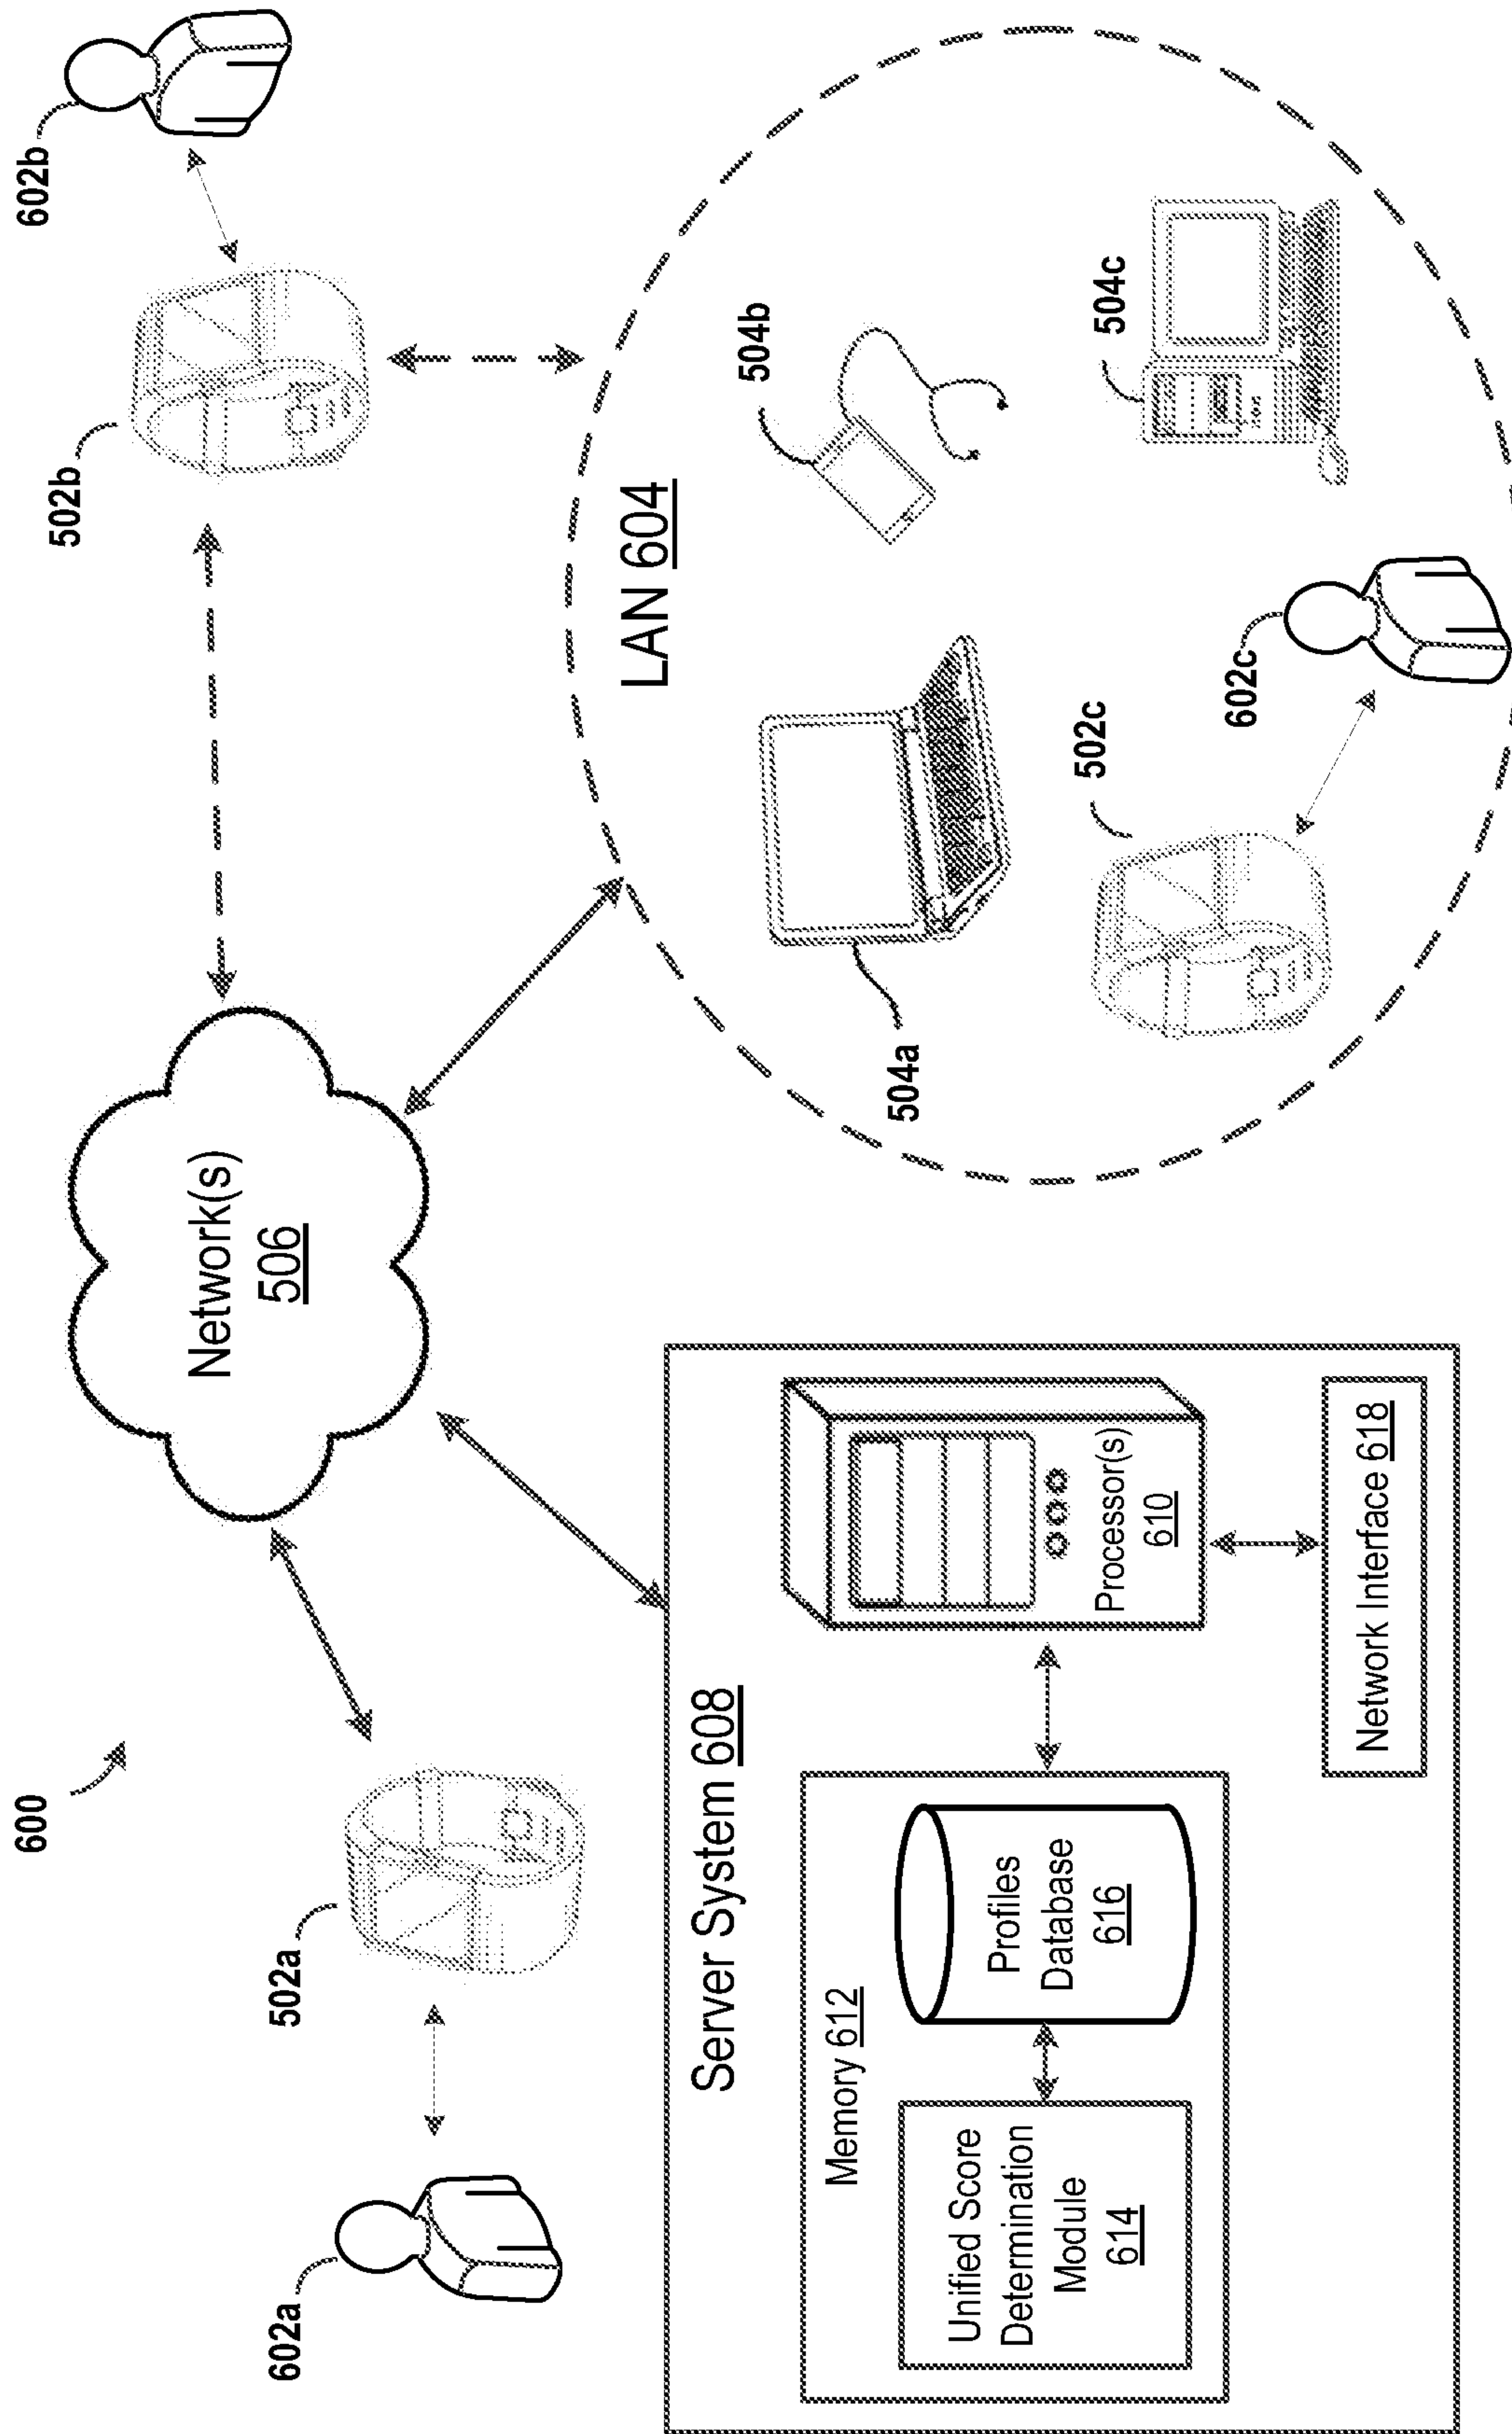 600
602a
502a
Network(s)
506
502b
602b
Server System 608
Memory 612
Unified Score
Determination
Module
614
Profiles
Database
616
Processor(s)
610
Network Interface 618
LAN 604
504a
504b
502c
602c
504c